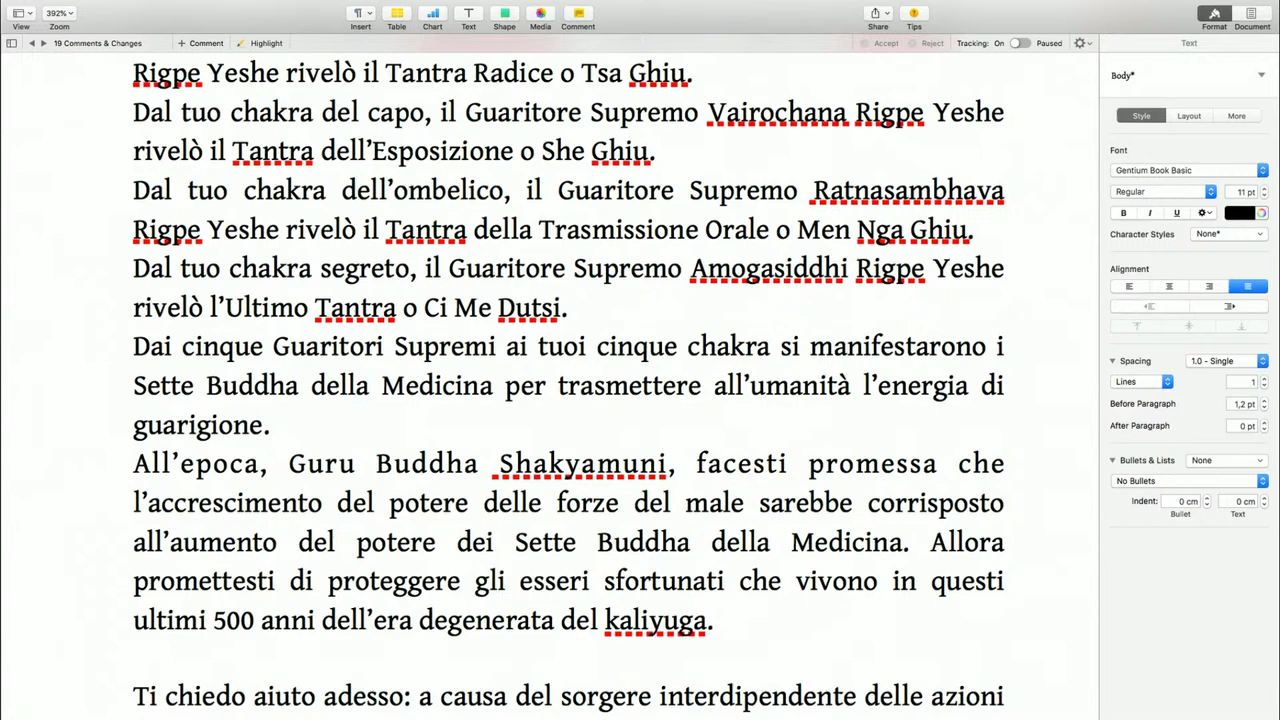 392%
View
Zoom
Insert
Table
Chart
Text
Shape
Media
Comment
Share
Tips
Format
Document
19 Comments & Changes
+ Comment
Highlight
Accept
Reject
Tracking: On
Paused
Text
Rigpe Yeshe rivelò il Tantra Radice o Tsa Ghiu.
Dal tuo chakra del capo, il Guaritore Supremo Vairochana Rigpe Yeshe
rivelò il Tantra dell’Esposizione o She Ghiu.
Dal tuo chakra dell’ombelico, il Guaritore Supremo Ratnasambhava
Rigpe Yeshe rivelò il Tantra della Trasmissione Orale o Men Nga Ghiu.
Dal tuo chakra segreto, il Guaritore Supremo Amogasiddhi Rigpe Yeshe
rivelò l’Ultimo Tantra o Ci Me Dutsi.
Dai cinque Guaritori Supremi ai tuoi cinque chakra si manifestarono i
Sette Buddha della Medicina per trasmettere all’umanità l’energia di
guarigione.
All’epoca, Guru Buddha Shakyamuni, facesti promessa che
l’accrescimento del potere delle forze del male sarebbe corrisposto
all’aumento del potere dei Sette Buddha della Medicina. Allora
promettesti di proteggere gli esseri sfortunati che vivono in questi
ultimi 500 anni dell’era degenerata del kaliyuga.
Ti chiedo aiuto adesso: a causa del sorgere interdipendente delle azioni
Body*
Style
Layout
More
Font
Gentium Book Basic
Regular
11 pt
B
I
U
Character Styles
None*
Alignment
Spacing
1.0 - Single
Lines
1
Before Paragraph
1,2 pt
After Paragraph
0 pt
Bullets & Lists
None
No Bullets
Indent:
0 cm
0 cm
Bullet
Text